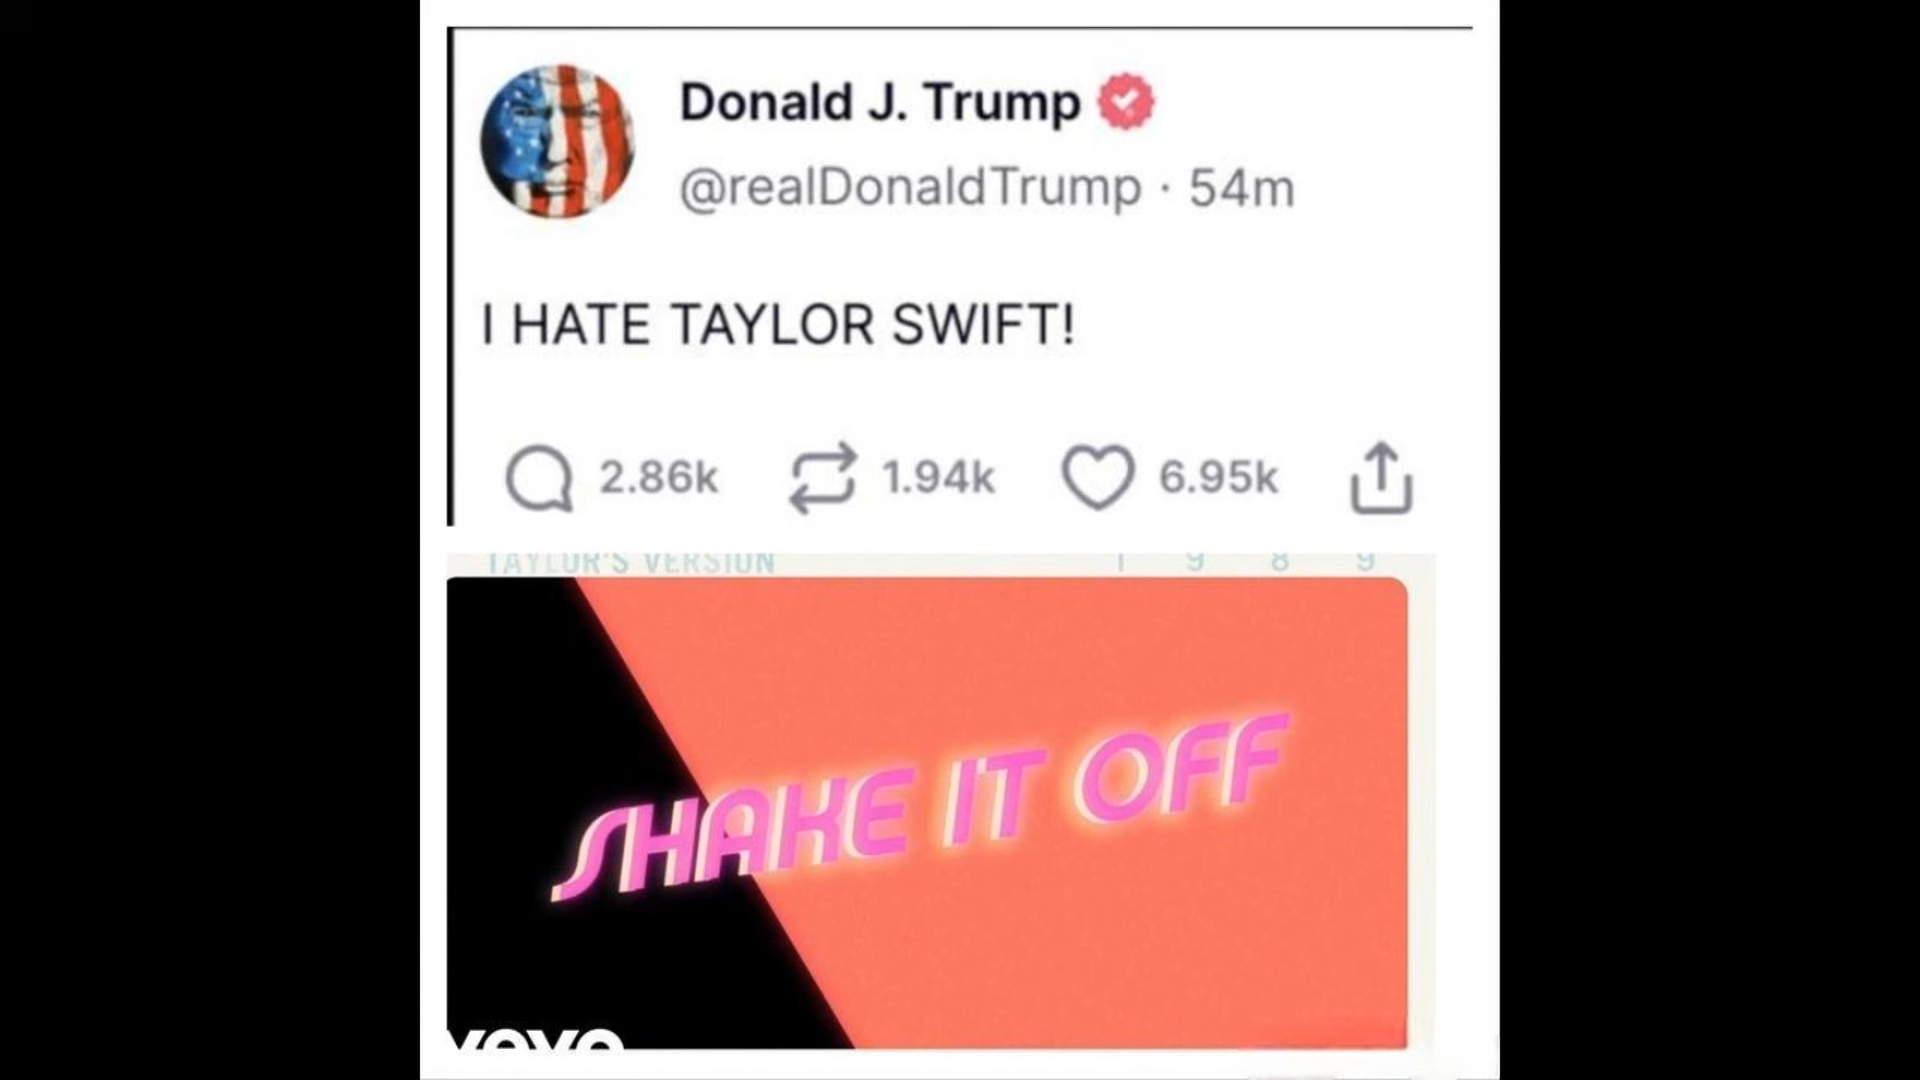 Donald J. Trump
@realDonaldTrump · 54m
I HATE TAYLOR SWIFT!
2.86k 1.94k 6.95k
TAYLOR'S VERSION 1 9 8 9
SHAKE IT OFF
vevo